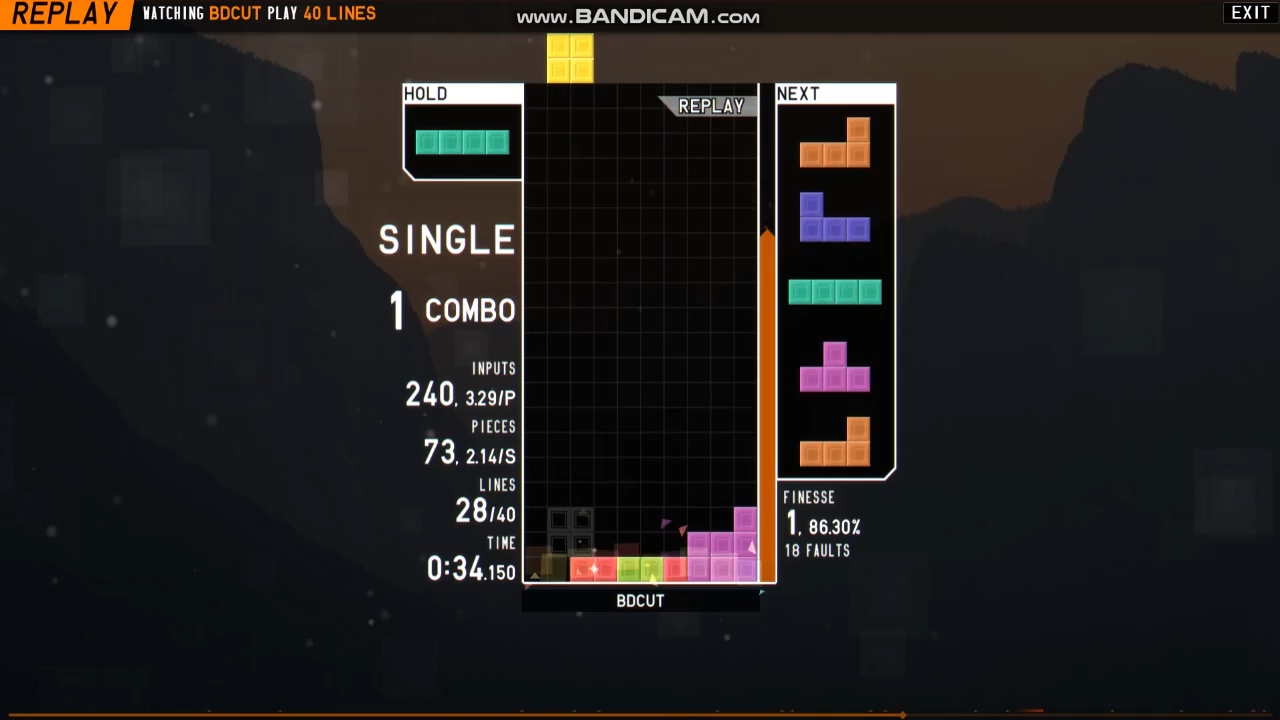 REPLAY WATCHING BDCUT PLAY 40 LINES
www.BANDICAM.com
EXIT
HOLD
REPLAY
NEXT
SINGLE
1 COMBO
INPUTS
240, 3.29/P
PIECES
73, 2.14/S
LINES
28/40
TIME
0:34.150
FINESSE
1, 86.30%
18 FAULTS
BDCUT